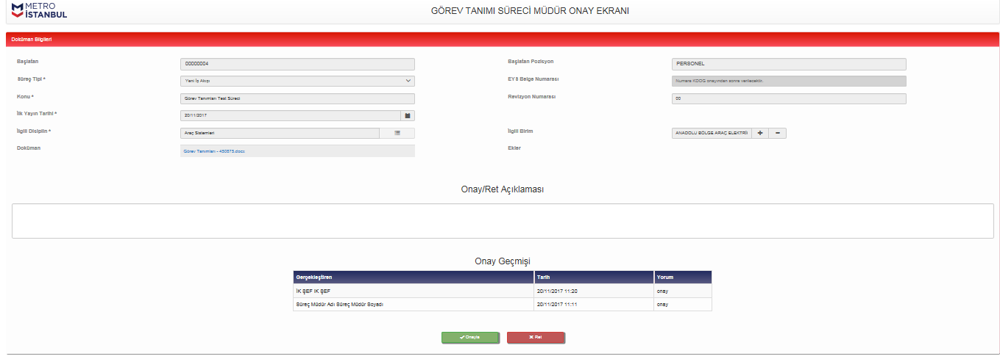 METRO
İSTANBUL
GÖREV TANIMI SÜRECİ MÜDÜR ONAY EKRANI
Doküman Bilgileri
Başlatan
00000004
Başlatan Pozisyon
PERSONEL
Süreç Tipi *
Yeni İş Akışı
EYS Belge Numarası
Numara KDGG onayından sonra verilecektir.
Konu *
Görev Tanımları Test Süreci
Revizyon Numarası
00
İlk Yayın Tarihi *
20/11/2017
İlgili Disiplin *
Araç Sistemleri
İlgili Birim
ANADOLU BÖLGE ARAÇ ELEKTRİK
Doküman
Görev Tanımları - 430375.docx
Ekler
Onay/Ret Açıklaması
Onay Geçmişi
Gerçekleştiren
Tarih
Yorum
İK ŞEF IK ŞEF
20/11/2017 11:20
onay
Süreç Müdür Adı Süreç Müdür Soyadı
20/11/2017 11:11
onay
Onayla
Ret